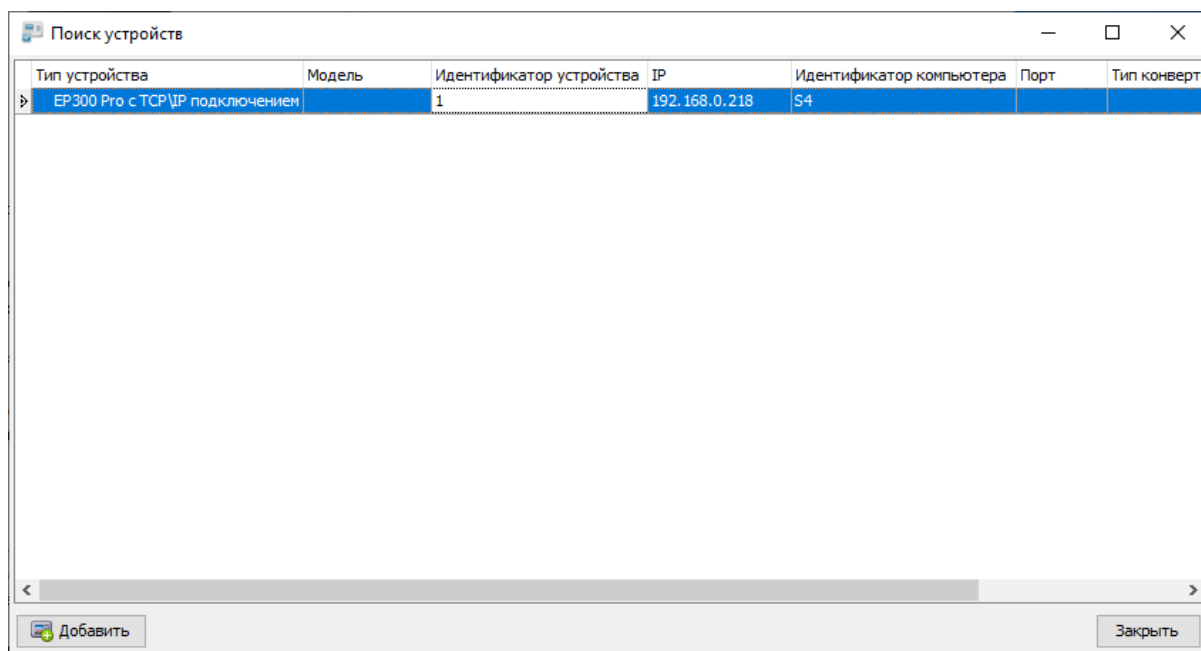 Поиск устройств
Тип устройства Модель Идентификатор устройства IP Идентификатор компьютера Порт Тип конверт
EP300 Pro с TCP\IP подключением 1 192.168.0.218 S4
Добавить Закрыть